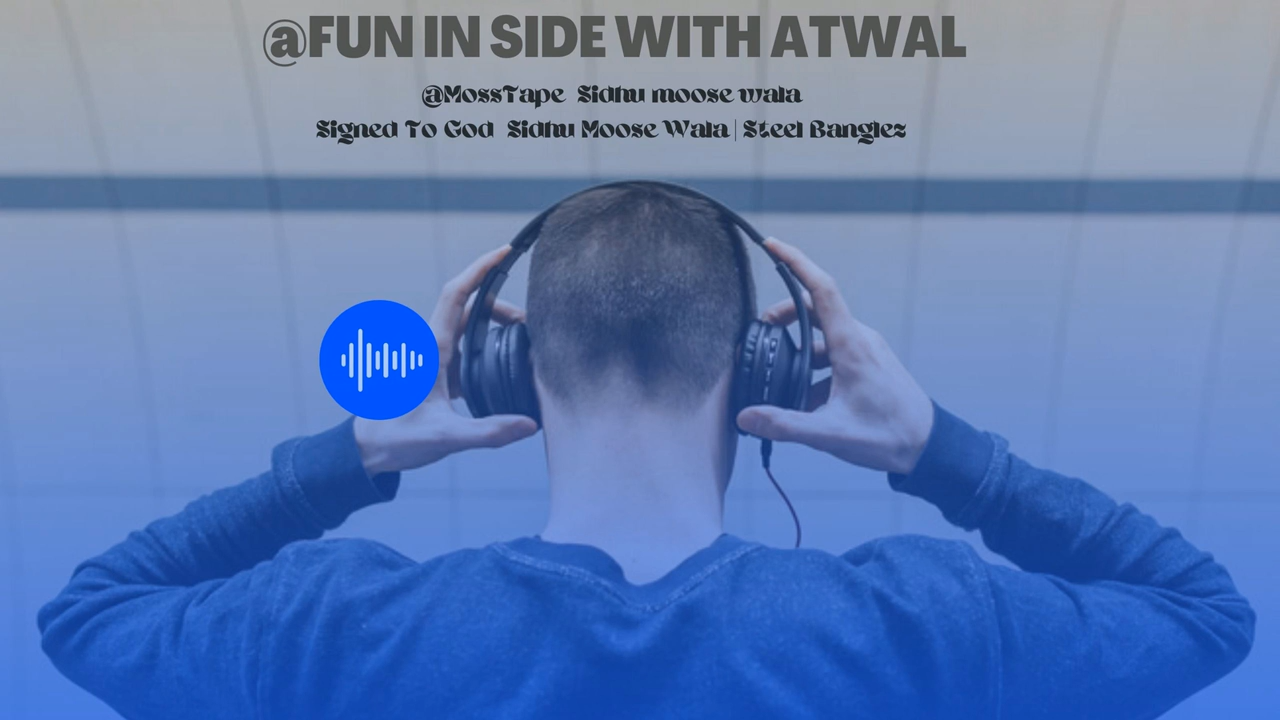 @FUN IN SIDE WITH ATWAL
@MossTape Sidhu moose wala
Signed To God Sidhu Moose Wala | Steel Banglez